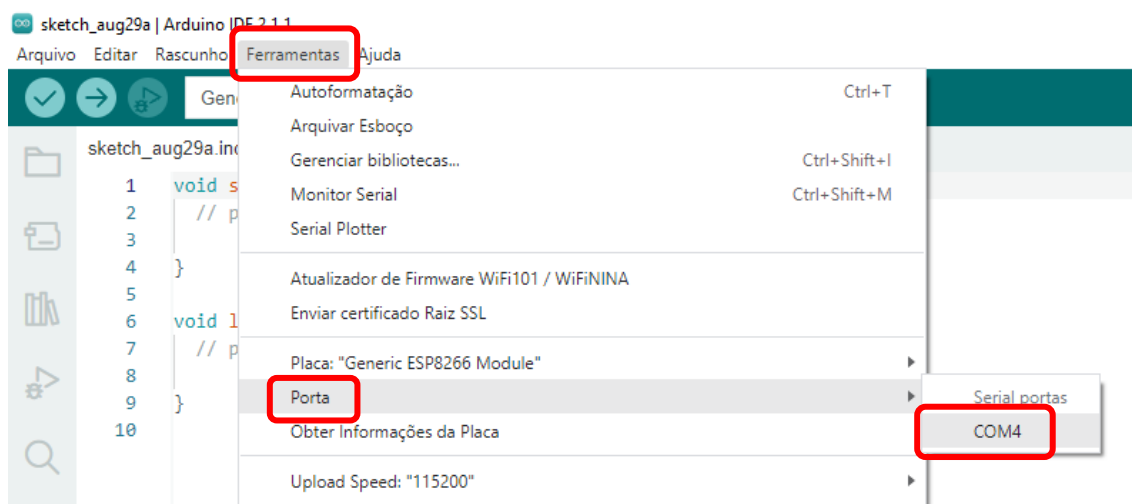 sketch_aug29a | Arduino IDE 2.1.1
Arquivo Editar Rascunho Ferramentas Ajuda
Gen
Autoformatação Ctrl+T
Arquivar Esboço
sketch_aug29a.ino
Gerenciar bibliotecas... Ctrl+Shift+I
1 void s
Monitor Serial Ctrl+Shift+M
2 // p
Serial Plotter
3
4 }
Atualizador de Firmware WiFi101 / WiFiNINA
5
Enviar certificado Raiz SSL
6 void l
7 // p
Placa: "Generic ESP8266 Module"
8
Porta
Serial portas
9 }
10
Obter Informações da Placa
COM4
Upload Speed: "115200"